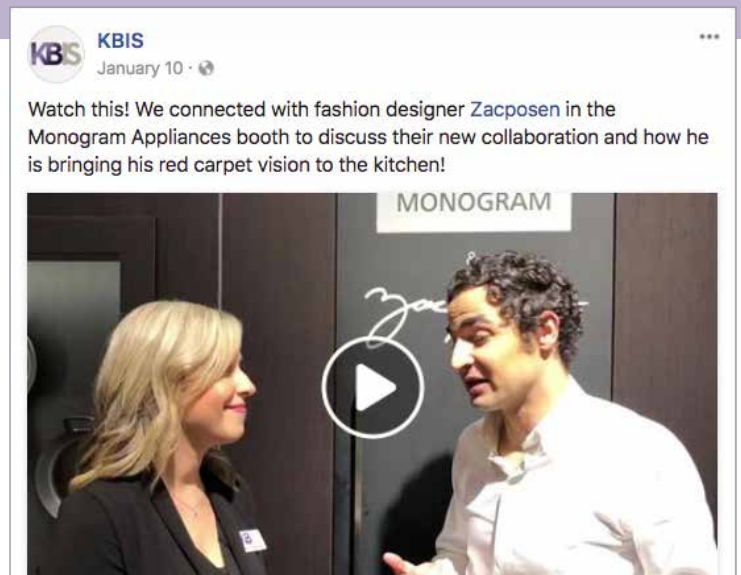 KBIS
KBIS
January 10 ·
Watch this! We connected with fashion designer Zacposen in the
Monogram Appliances booth to discuss their new collaboration and how he
is bringing his red carpet vision to the kitchen!
MONOGRAM
&
Zac